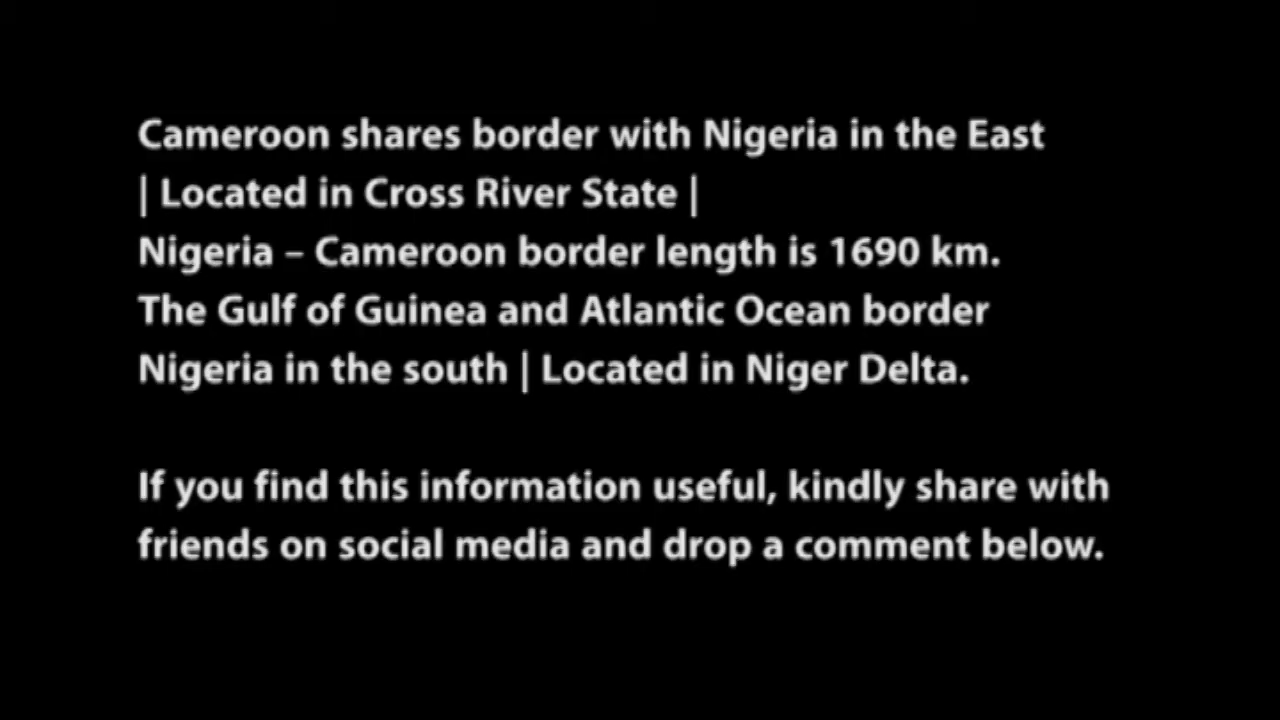 Cameroon shares border with Nigeria in the East
| Located in Cross River State |
Nigeria – Cameroon border length is 1690 km.
The Gulf of Guinea and Atlantic Ocean border
Nigeria in the south | Located in Niger Delta.
If you find this information useful, kindly share with
friends on social media and drop a comment below.